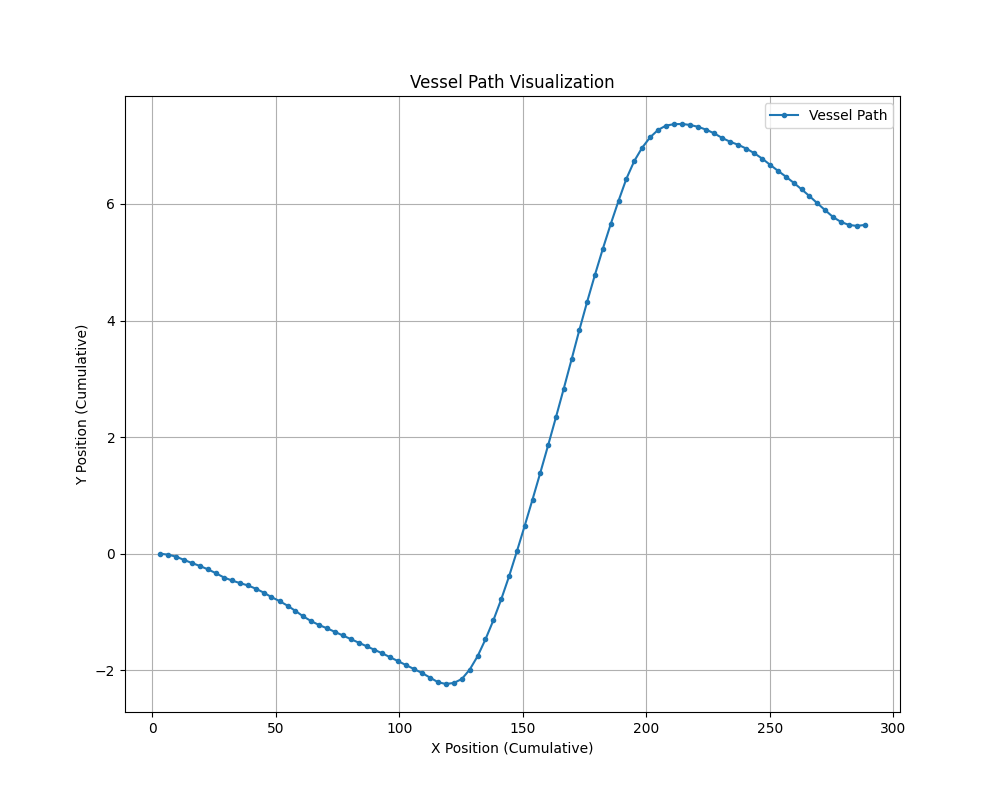 Vessel Path Visualization
Vessel Path
Y Position (Cumulative)
6
4
2
0
−2
0 50 100 150 200 250 300
X Position (Cumulative)